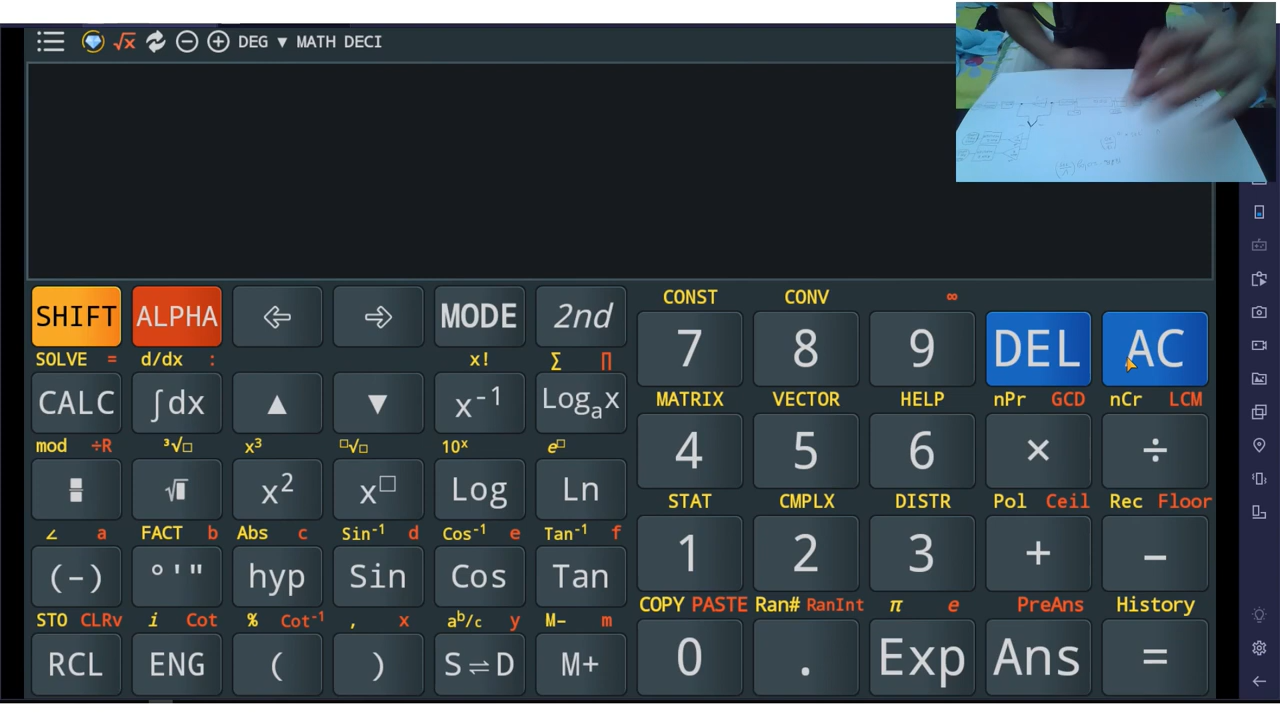 DEG ▼ MATH DECI
SHIFT ALPHA MODE 2nd
SOLVE = d/dx : x! ∑ ∏
CALC ∫dx ▲ ▼ x⁻¹ Logₐx
mod ÷R ³√□ x³ □√□ 10ˣ e□
√ x² x□ Log Ln
∠ a FACT b Abs c Sin⁻¹ d Cos⁻¹ e Tan⁻¹ f
(−) °'" hyp Sin Cos Tan
STO CLRv i Cot % Cot⁻¹ , x aᵇ/c y M− m
RCL ENG ( ) S⇌D M+
CONST CONV ∞
7 8 9 DEL AC
MATRIX VECTOR HELP nPr GCD nCr LCM
4 5 6 × ÷
STAT CMPLX DISTR Pol Ceil Rec Floor
1 2 3 + −
COPY PASTE Ran# RanInt π e PreAns History
0 . Exp Ans =